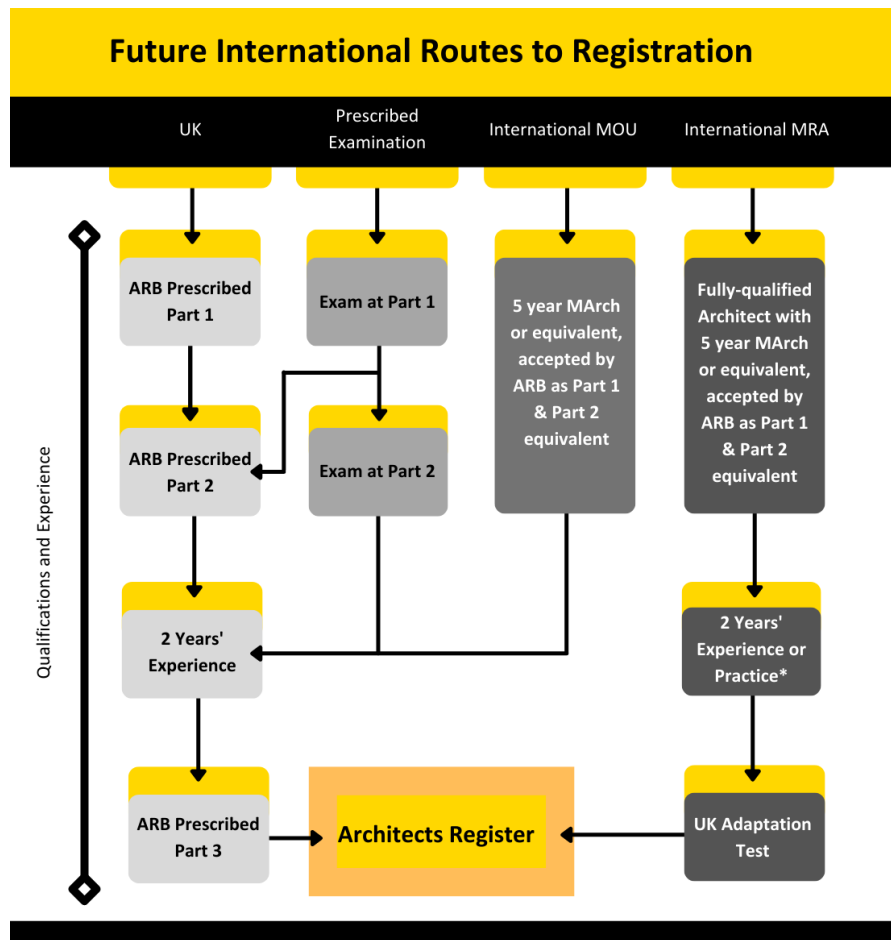 Future International Routes to Registration
UK
Prescribed
Examination
International MOU
International MRA
Qualifications and Experience
ARB Prescribed
Part 1
Exam at Part 1
5 year MArch
or equivalent,
accepted by
ARB as Part 1
& Part 2
equivalent
Fully-qualified
Architect with
5 year MArch
or equivalent,
accepted by
ARB as Part 1
& Part 2
equivalent
ARB Prescribed
Part 2
Exam at Part 2
2 Years'
Experience
2 Years'
Experience or
Practice*
ARB Prescribed
Part 3
Architects Register
UK Adaptation
Test